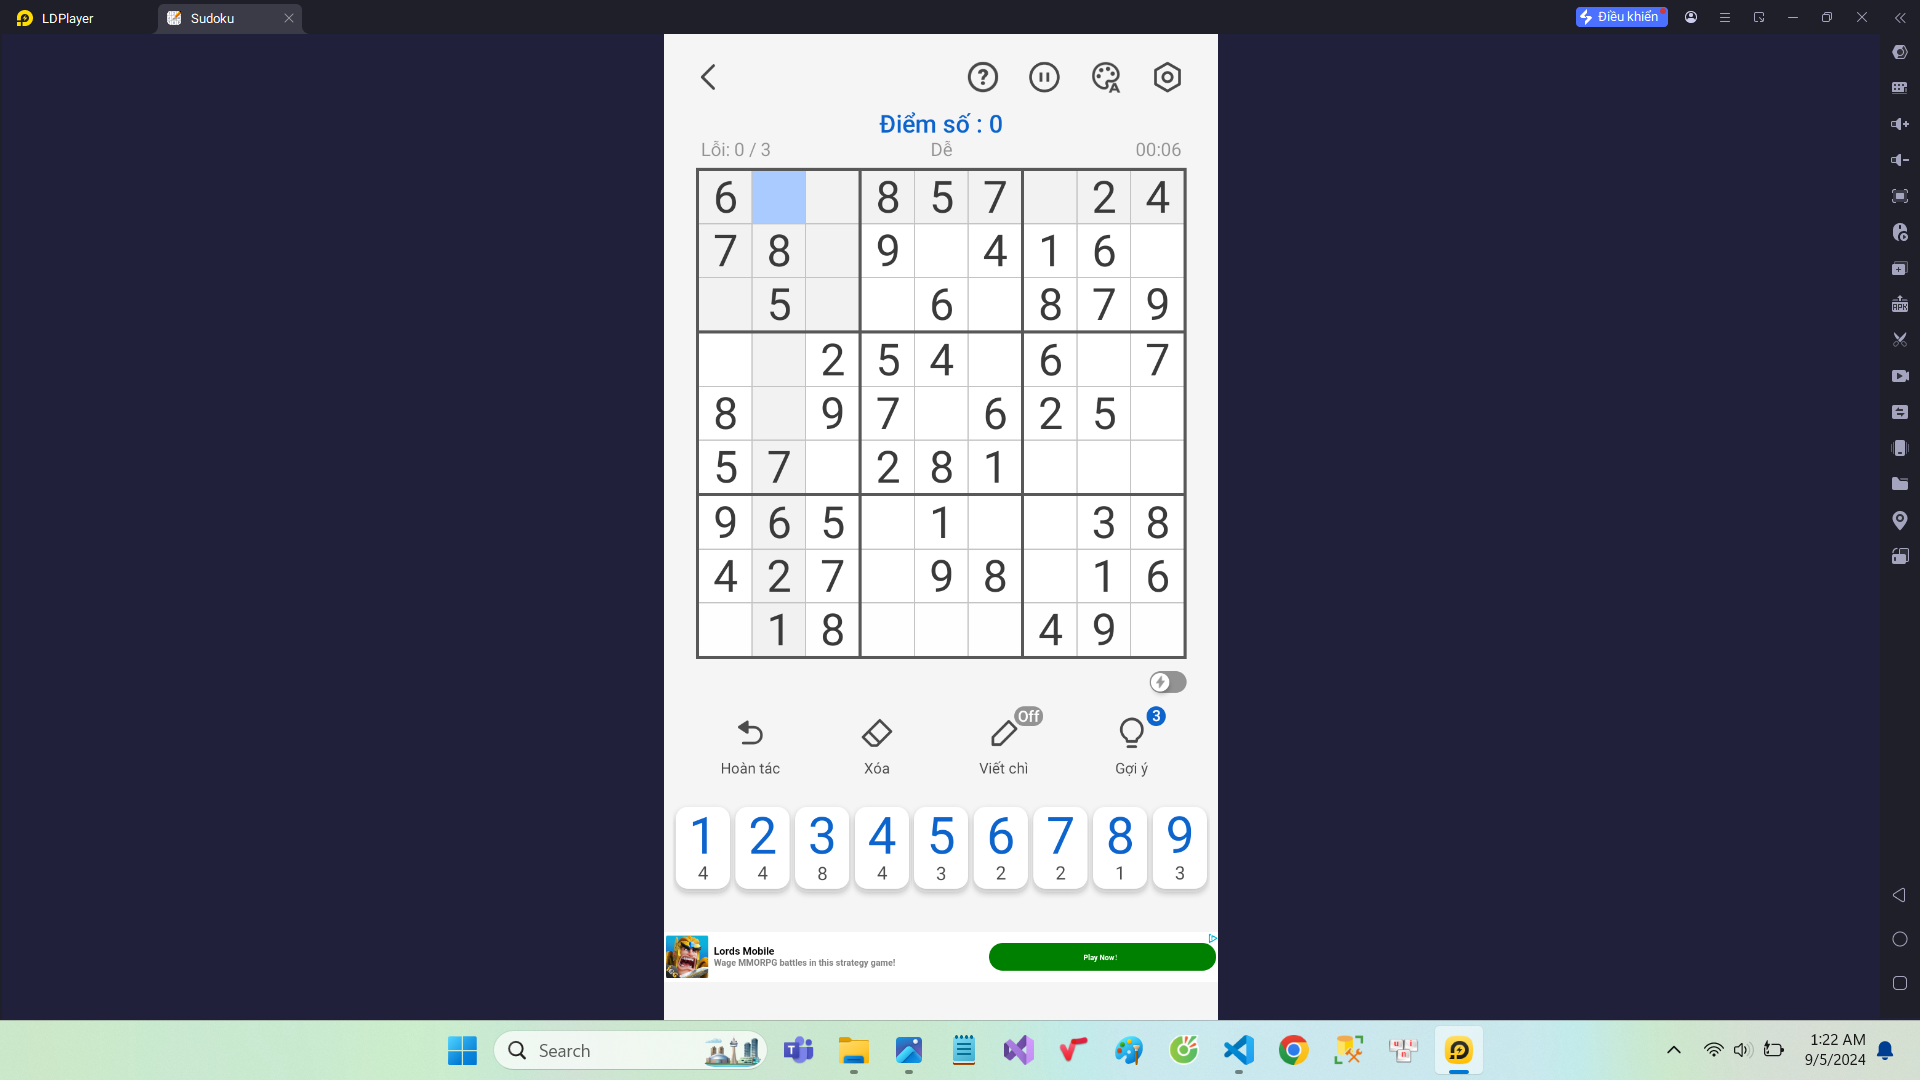 LDPlayer
Sudoku
Điều khiển
Điểm số : 0
Lỗi: 0 / 3 Dễ 00:06
6 8 5 7 2 4
7 8 9 4 1 6
5 6 8 7 9
2 5 4 6 7
8 9 7 6 2 5
5 7 2 8 1
9 6 5 1 3 8
4 2 7 9 8 1 6
1 8 4 9
Off 3
Hoàn tác Xóa Viết chì Gợi ý
1 2 3 4 5 6 7 8 9
4 4 8 4 3 2 2 1 3
Lords Mobile
Wage MMORPG battles in this strategy game!
Play Now!
Search
1:22 AM
9/5/2024